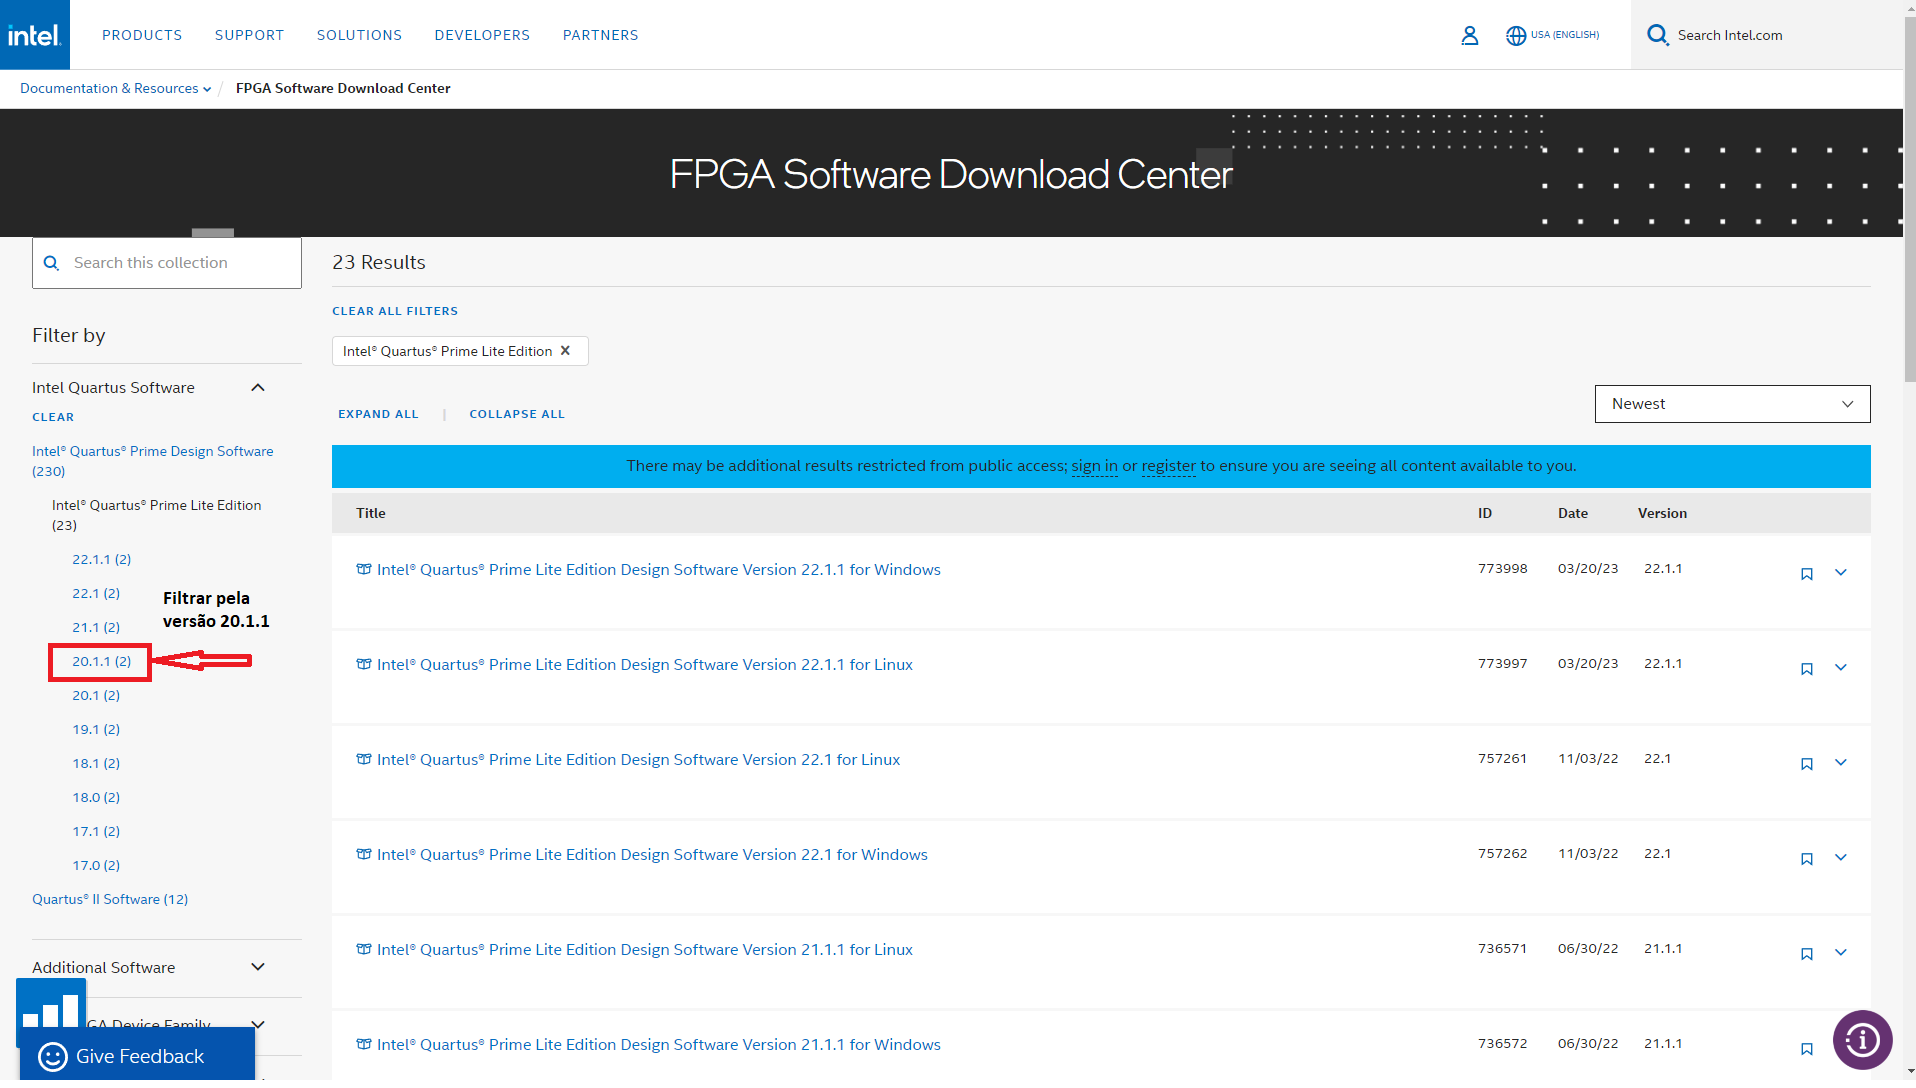 intel.
PRODUCTS
SUPPORT
SOLUTIONS
DEVELOPERS
PARTNERS
USA (ENGLISH)
Search Intel.com
Documentation & Resources
/
FPGA Software Download Center
FPGA Software Download Center
Search this collection
Filter by
Intel Quartus Software
CLEAR
Intel® Quartus® Prime Design Software
(230)
Intel® Quartus® Prime Lite Edition
(23)
22.1.1 (2)
22.1 (2)
21.1 (2)
20.1.1 (2)
20.1 (2)
19.1 (2)
18.1 (2)
18.0 (2)
17.1 (2)
17.0 (2)
Filtrar pela
versão 20.1.1
Quartus® II Software (12)
Additional Software
GA Device Family
Give Feedback
23 Results
CLEAR ALL FILTERS
Intel® Quartus® Prime Lite Edition X
EXPAND ALL | COLLAPSE ALL
Newest
There may be additional results restricted from public access; sign in or register to ensure you are seeing all content available to you.
Title ID Date Version
Intel® Quartus® Prime Lite Edition Design Software Version 22.1.1 for Windows 773998 03/20/23 22.1.1
Intel® Quartus® Prime Lite Edition Design Software Version 22.1.1 for Linux 773997 03/20/23 22.1.1
Intel® Quartus® Prime Lite Edition Design Software Version 22.1 for Linux 757261 11/03/22 22.1
Intel® Quartus® Prime Lite Edition Design Software Version 22.1 for Windows 757262 11/03/22 22.1
Intel® Quartus® Prime Lite Edition Design Software Version 21.1.1 for Linux 736571 06/30/22 21.1.1
Intel® Quartus® Prime Lite Edition Design Software Version 21.1.1 for Windows 736572 06/30/22 21.1.1